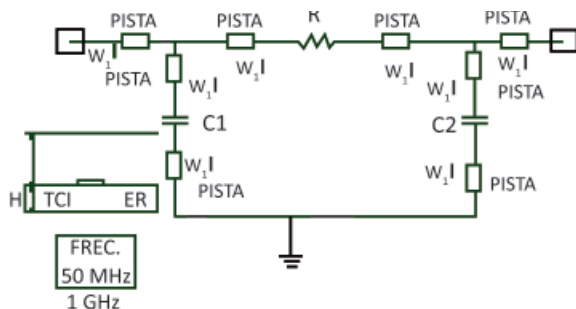 PISTA PISTA R PISTA PISTA
W₁l PISTA W₁l W₁l W₁l
W₁l W₁l PISTA
C1 C2
W₁l PISTA W₁l PISTA
H TCI ER
FREC.
50 MHz
1 GHz